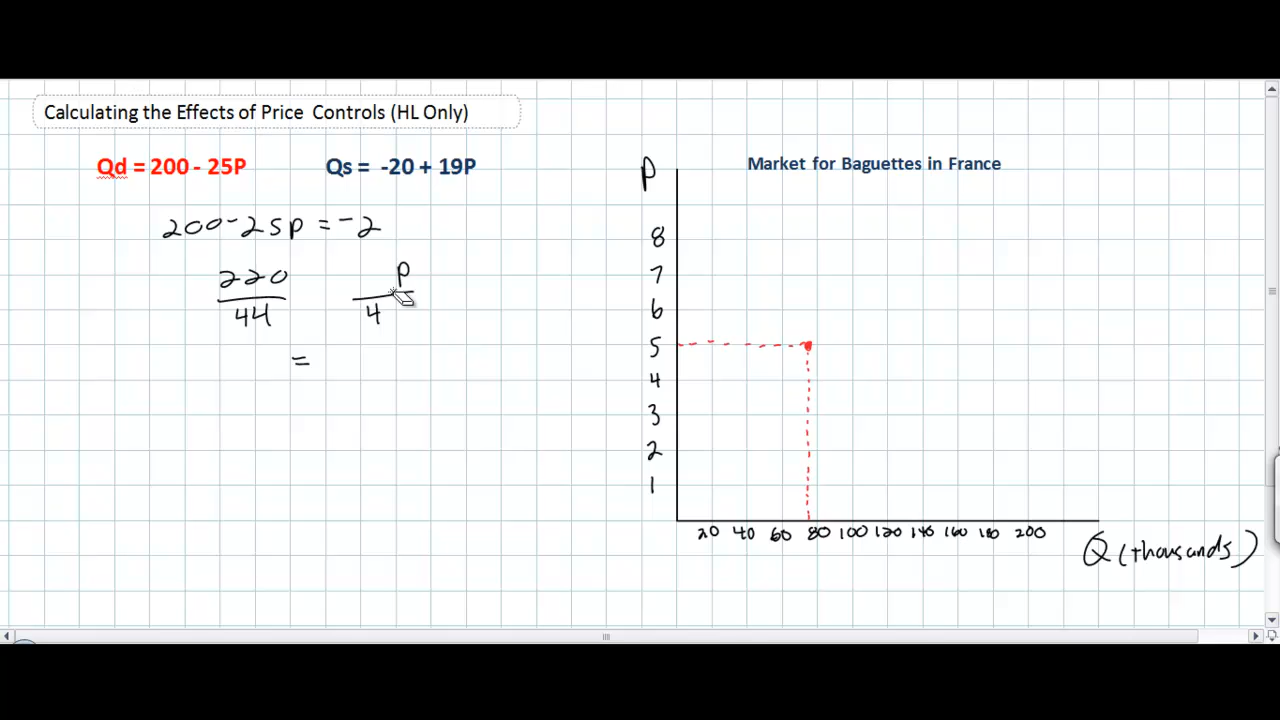 Calculating the Effects of Price Controls (HL Only)
Qd = 200 - 25P
Qs = -20 + 19P
200-25P = -2
220
44
P
4
=
Market for Baguettes in France
P
8
7
6
5
4
3
2
1
20 40 60 80 100 120 140 160 180 200
Q (thousands)